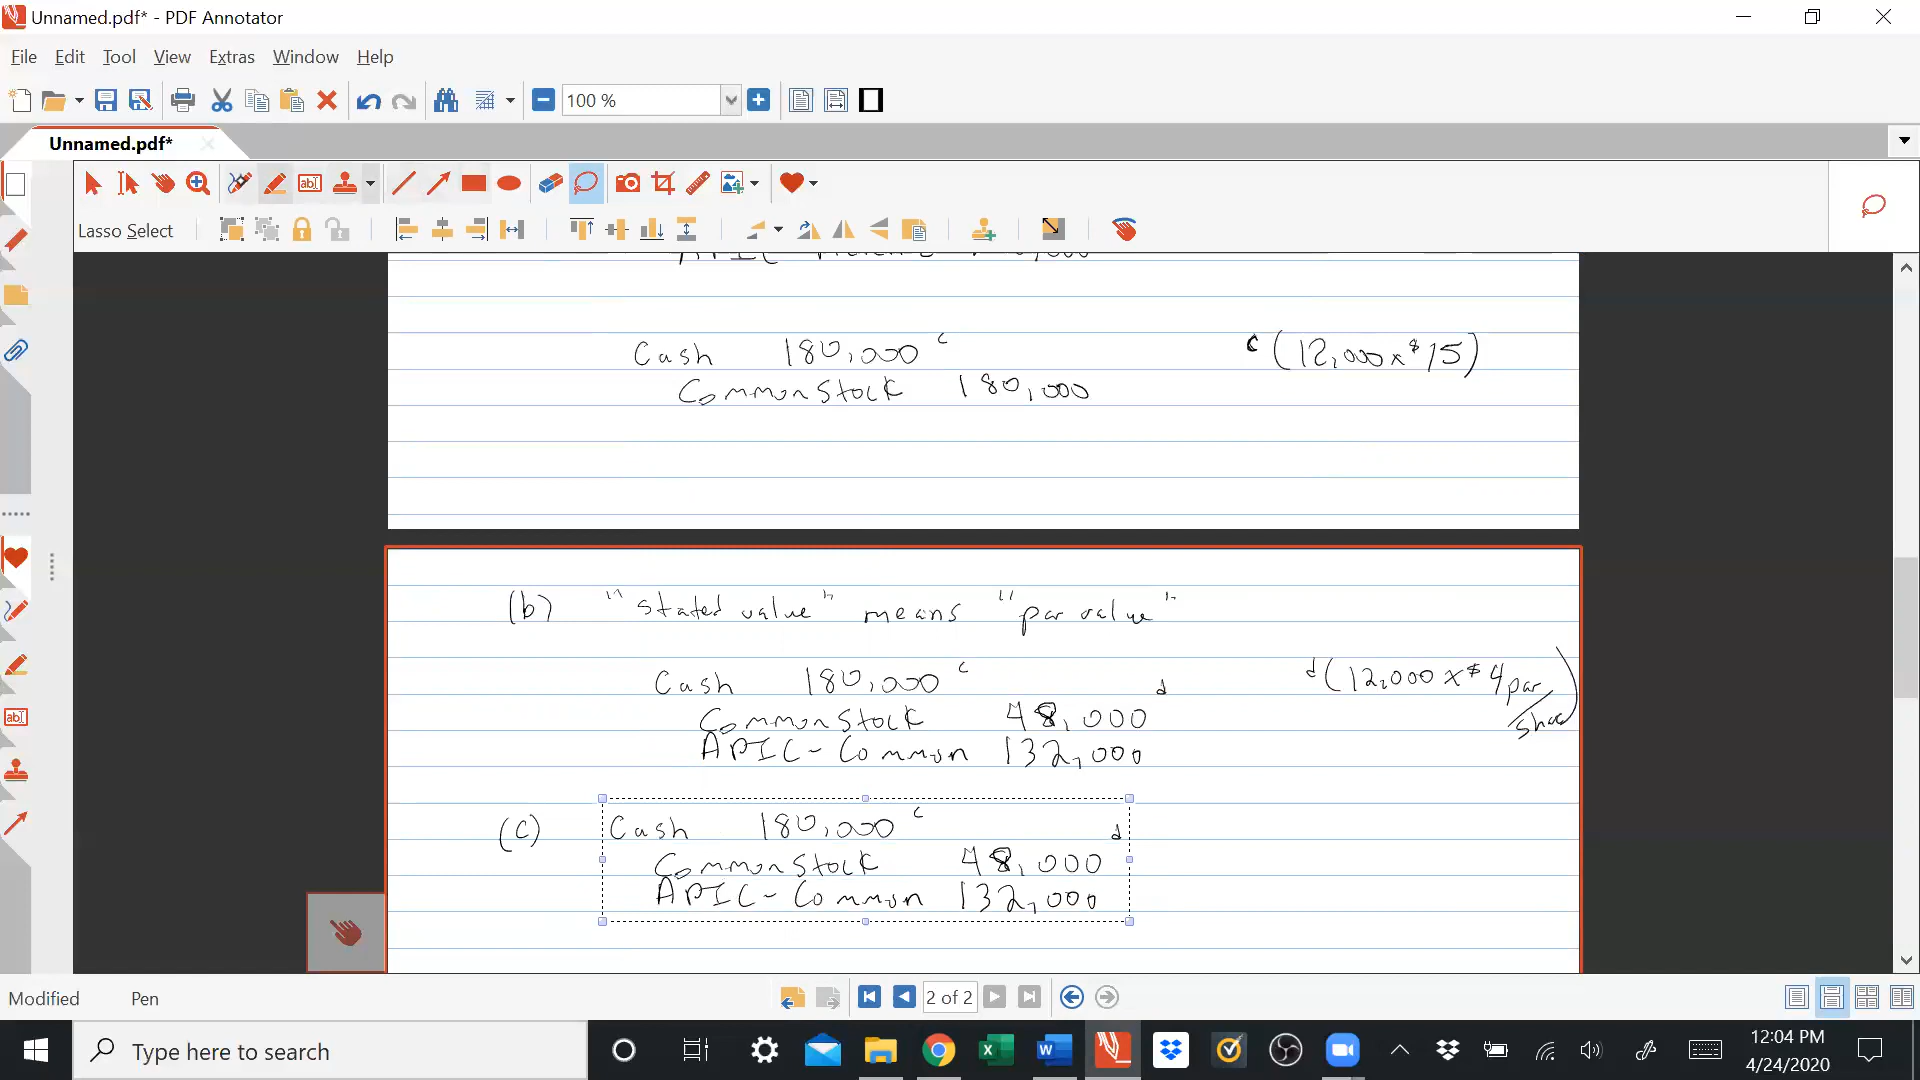 Unnamed.pdf* - PDF Annotator
File Edit Tool View Extras Window Help
100 %
Unnamed.pdf*
Lasso Select
Cash 180,000 c
c (12,000 x $15)
Common Stock 180,000
(b) "stated value" means "par value"
Cash 180,000 c
d (12,000 x $4 par/share)
Common Stock 48,000 d
APIC - Common 132,000
(c) Cash 180,000 c
Common Stock 48,000 d
APIC - Common 132,000
Modified Pen
2 of 2
Type here to search
12:04 PM
4/24/2020